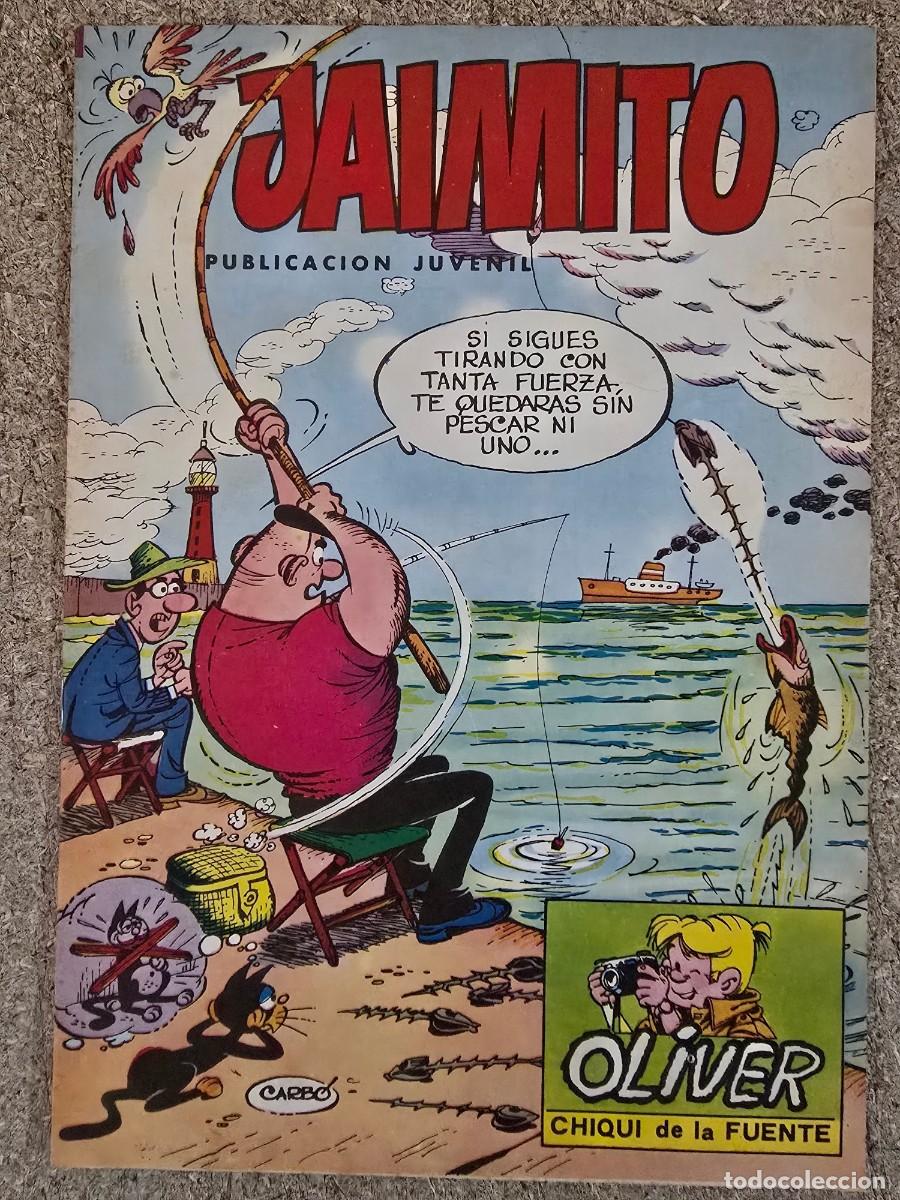 JAIMITO
PUBLICACION JUVENIL
SI SIGUES
TIRANDO CON
TANTA FUERZA,
TE QUEDARAS SIN
PESCAR NI
UNO...
CARBÓ
OLIVER
CHIQUI de la FUENTE
todocoleccion